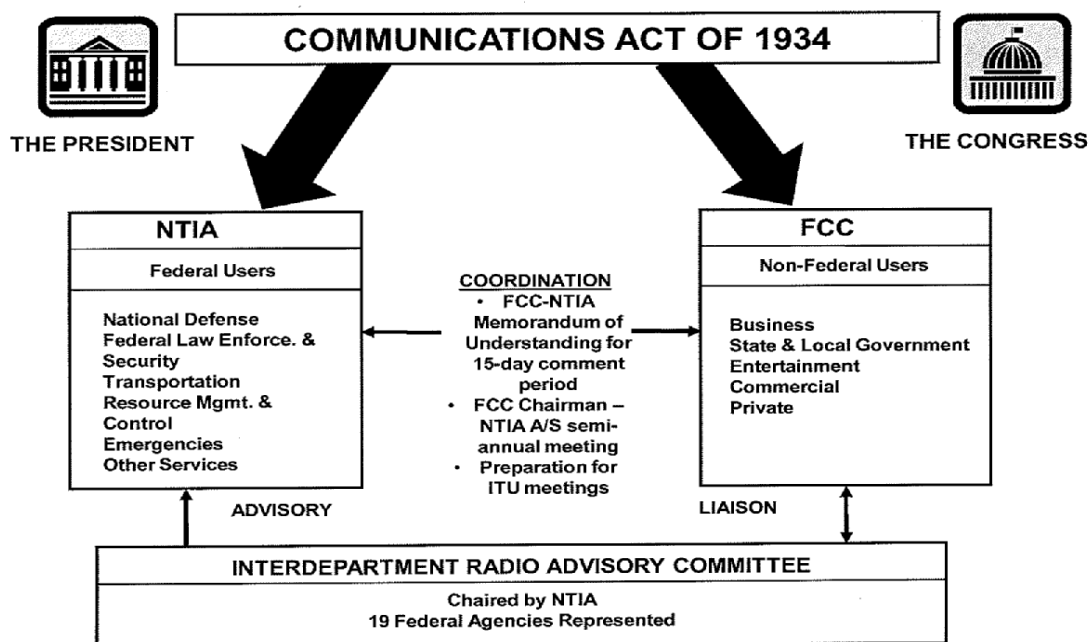 COMMUNICATIONS ACT OF 1934
THE PRESIDENT
THE CONGRESS
NTIA
Federal Users
National Defense
Federal Law Enforce. &
Security
Transportation
Resource Mgmt. &
Control
Emergencies
Other Services
COORDINATION
• FCC-NTIA
Memorandum of
Understanding for
15-day comment
period
• FCC Chairman –
NTIA A/S semi-
annual meeting
• Preparation for
ITU meetings
FCC
Non-Federal Users
Business
State & Local Government
Entertainment
Commercial
Private
ADVISORY
LIAISON
INTERDEPARTMENT RADIO ADVISORY COMMITTEE
Chaired by NTIA
19 Federal Agencies Represented